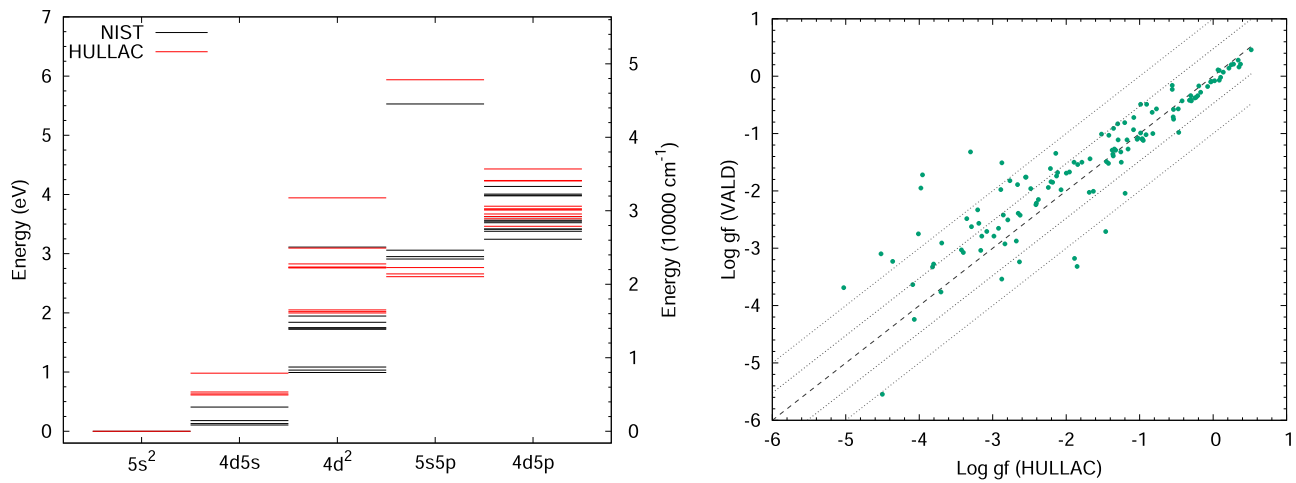 7
6
5
4
3
2
1
0
Energy (eV)
NIST
HULLAC
5s²
4d5s
4d²
5s5p
4d5p
5
4
3
2
1
0
Energy (10000 cm⁻¹)
1
0
-1
-2
-3
-4
-5
-6
Log gf (VALD)
-6
-5
-4
-3
-2
-1
0
1
Log gf (HULLAC)